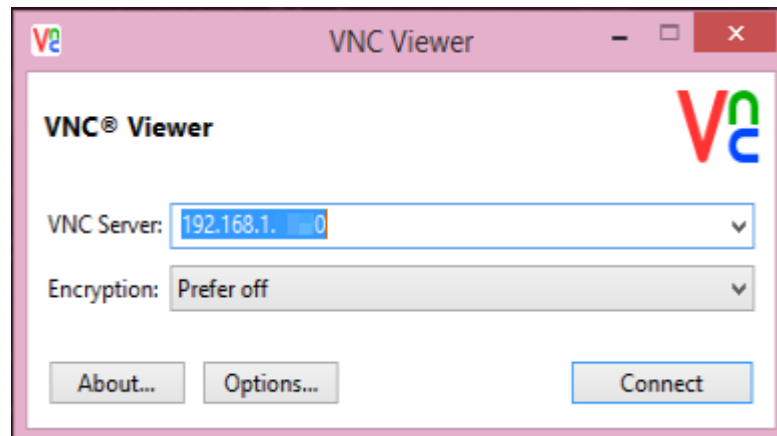 VNC Viewer
VNC® Viewer
VNC Server: 192.168.1.
Encryption: Prefer off
About... Options... Connect